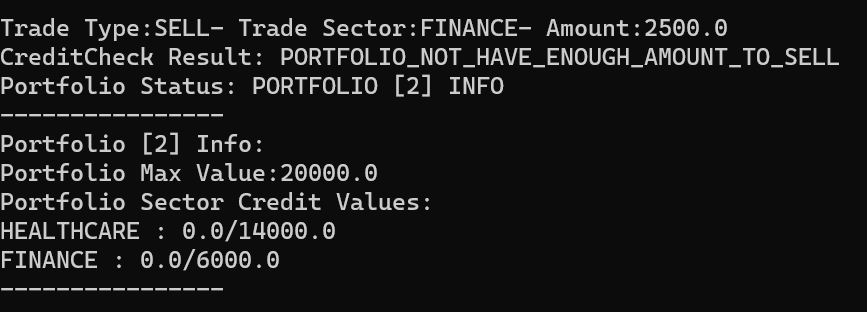 Trade Type:SELL- Trade Sector:FINANCE- Amount:2500.0
CreditCheck Result: PORTFOLIO_NOT_HAVE_ENOUGH_AMOUNT_TO_SELL
Portfolio Status: PORTFOLIO [2] INFO
----------------
Portfolio [2] Info:
Portfolio Max Value:20000.0
Portfolio Sector Credit Values:
HEALTHCARE : 0.0/14000.0
FINANCE : 0.0/6000.0
----------------